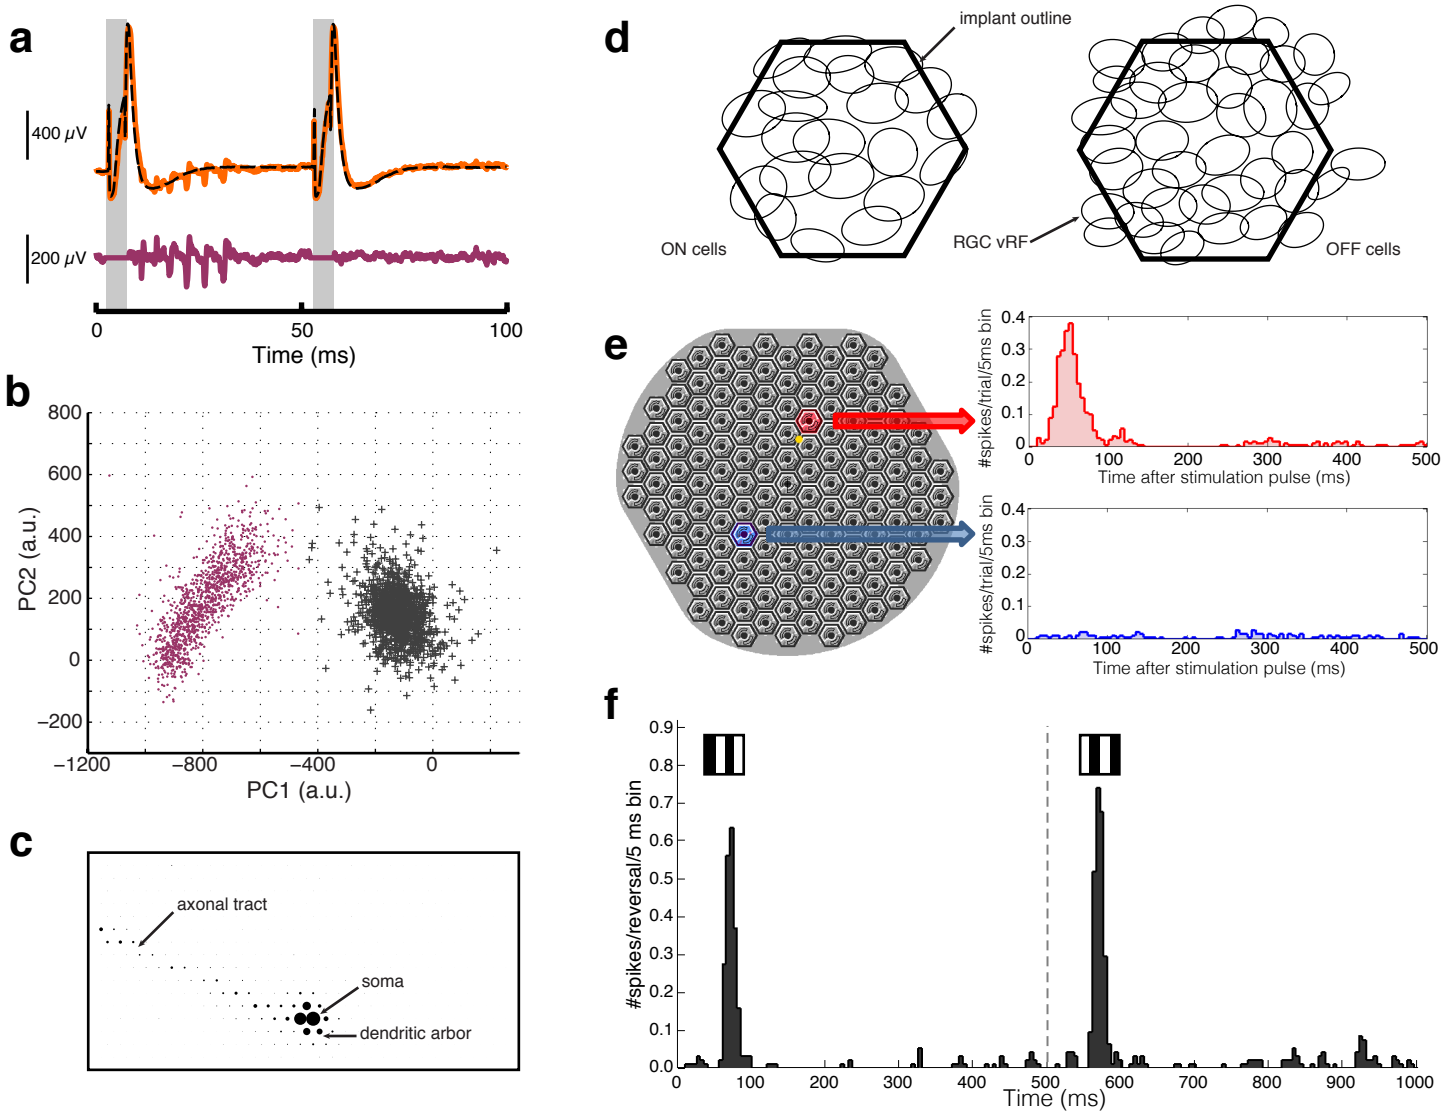 a
400 µV
200 µV
0
50
100
Time (ms)
b
800
600
400
200
0
−200
−1200
−800
−400
0
PC2 (a.u.)
PC1 (a.u.)
c
axonal tract
soma
dendritic arbor
d
implant outline
ON cells
RGC vRF
OFF cells
e
#spikes/trial/5ms bin
0.4
0.3
0.2
0.1
0
0
100
200
300
400
500
Time after stimulation pulse (ms)
#spikes/trial/5ms bin
0.4
0.3
0.2
0.1
0
0
100
200
300
400
500
Time after stimulation pulse (ms)
f
#spikes/reversal/5 ms bin
0.9
0.8
0.7
0.6
0.5
0.4
0.3
0.2
0.1
0.0
0
100
200
300
400
500
600
700
800
900
1000
Time (ms)